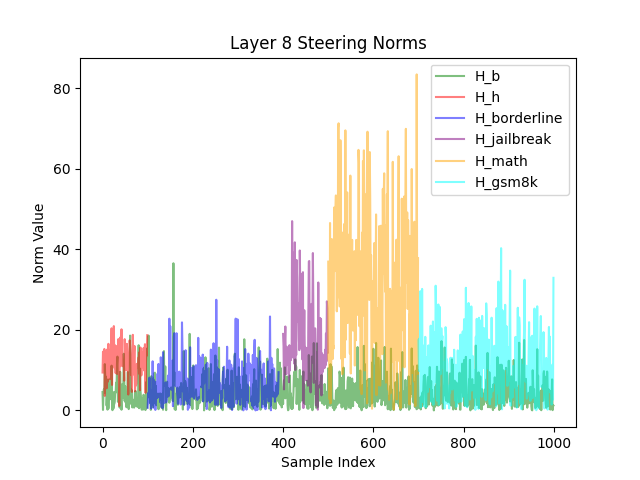 Layer 8 Steering Norms
H_b
H_h
H_borderline
H_jailbreak
H_math
H_gsm8k
Norm Value
80
60
40
20
0
0
200
400
600
800
1000
Sample Index